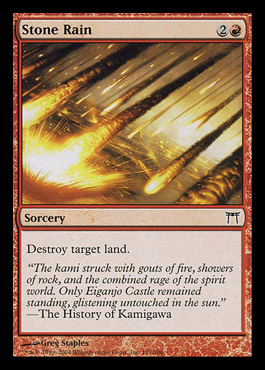 Stone Rain 2
Sorcery
Destroy target land.
“The kami struck with gouts of fire, showers
of rock, and the combined rage of the spirit
world. Only Eiganjo Castle remained
standing, glistening untouched in the sun.”
—The History of Kamigawa
Greg Staples